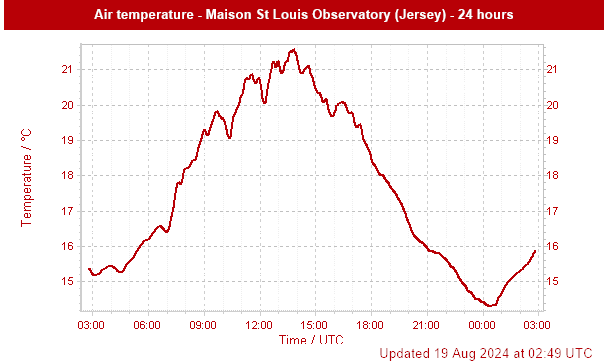 Air temperature - Maison St Louis Observatory (Jersey) - 24 hours
Temperature / °C
21 21
20 20
19 19
18 18
17 17
16 16
15 15
03:00 06:00 09:00 12:00 15:00 18:00 21:00 00:00 03:00
Time / UTC
Updated 19 Aug 2024 at 02:49 UTC